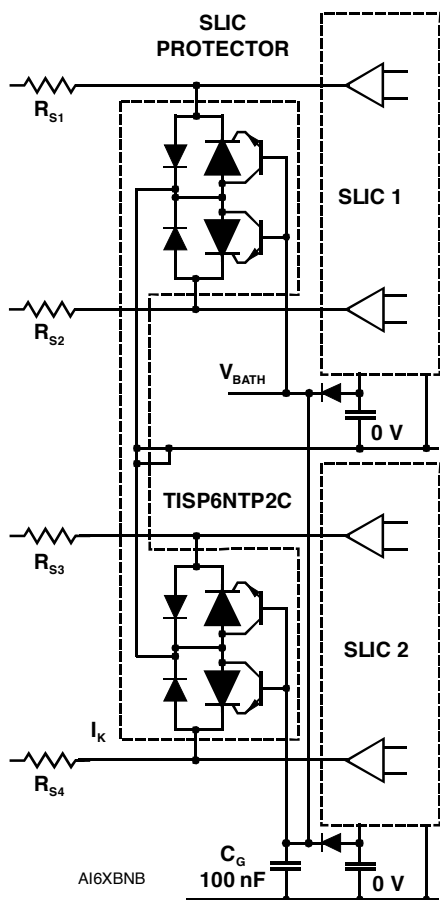 SLIC
PROTECTOR
RS1
SLIC 1
RS2
VBATH
0 V
TISP6NTP2C
RS3
SLIC 2
IK
RS4
CG
100 nF
0 V
AI6XBNB